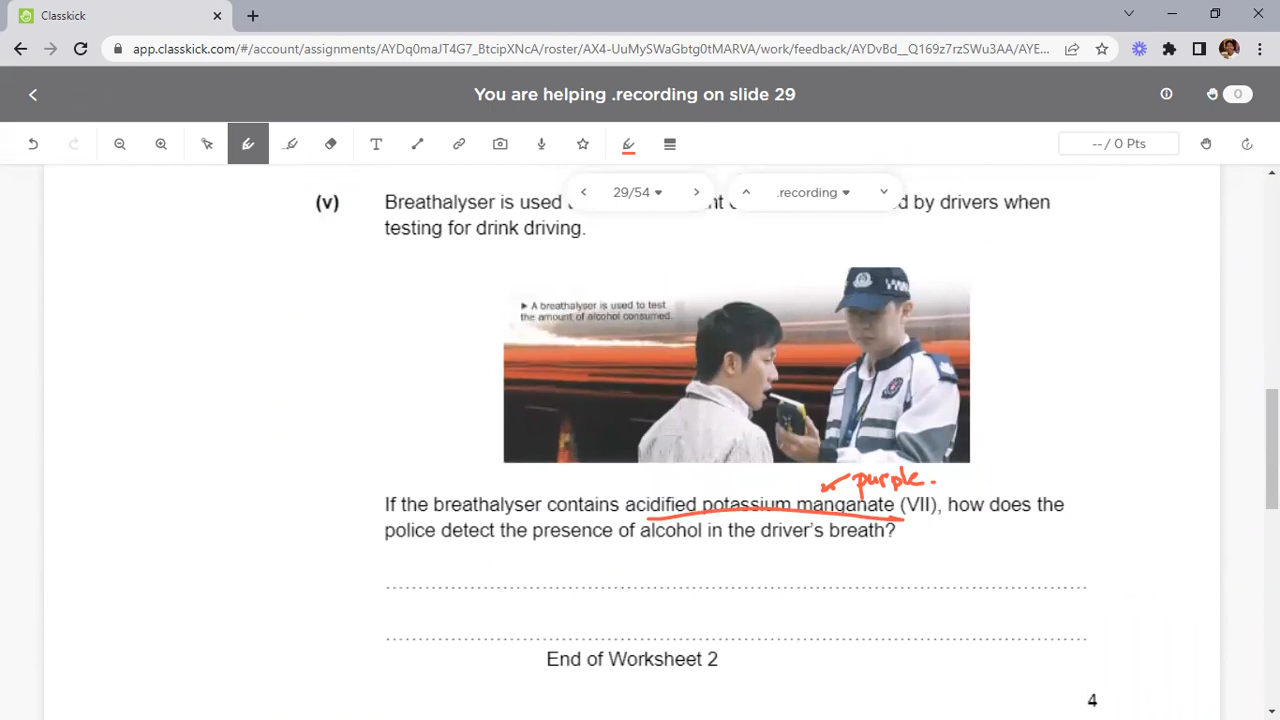 Classkick
app.classkick.com/#/account/assignments/AYDq0maJT4G7_BtcipXNcA/roster/AX4-UuMySWaGbtg0tMARVA/work/feedback/AYDvBd__Q169z7rzSWu3AA/AYE...
You are helping .recording on slide 29
0
T
-- / 0 Pts
29/54
.recording
(v) Breathalyser is used by drivers when
testing for drink driving.
► A breathalyser is used to test
the amount of alcohol consumed.
purple.
If the breathalyser contains acidified potassium manganate (VII), how does the
police detect the presence of alcohol in the driver's breath?
End of Worksheet 2
4